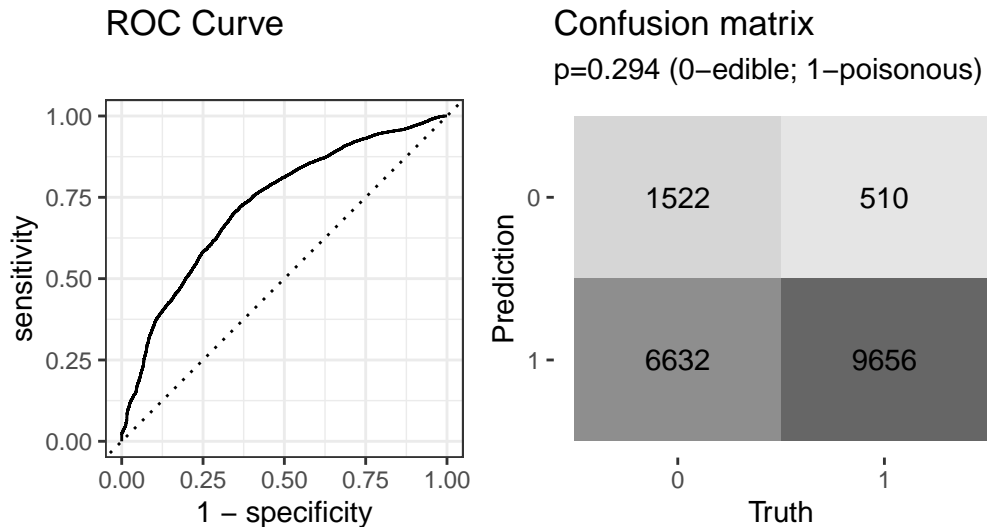 ROC Curve
1.00
0.75
0.50
0.25
0.00
sensitivity
0.00 0.25 0.50 0.75 1.00
1 − specificity
Confusion matrix
p=0.294 (0−edible; 1−poisonous)
Prediction
0
1522 510
1
6632 9656
0 1
Truth